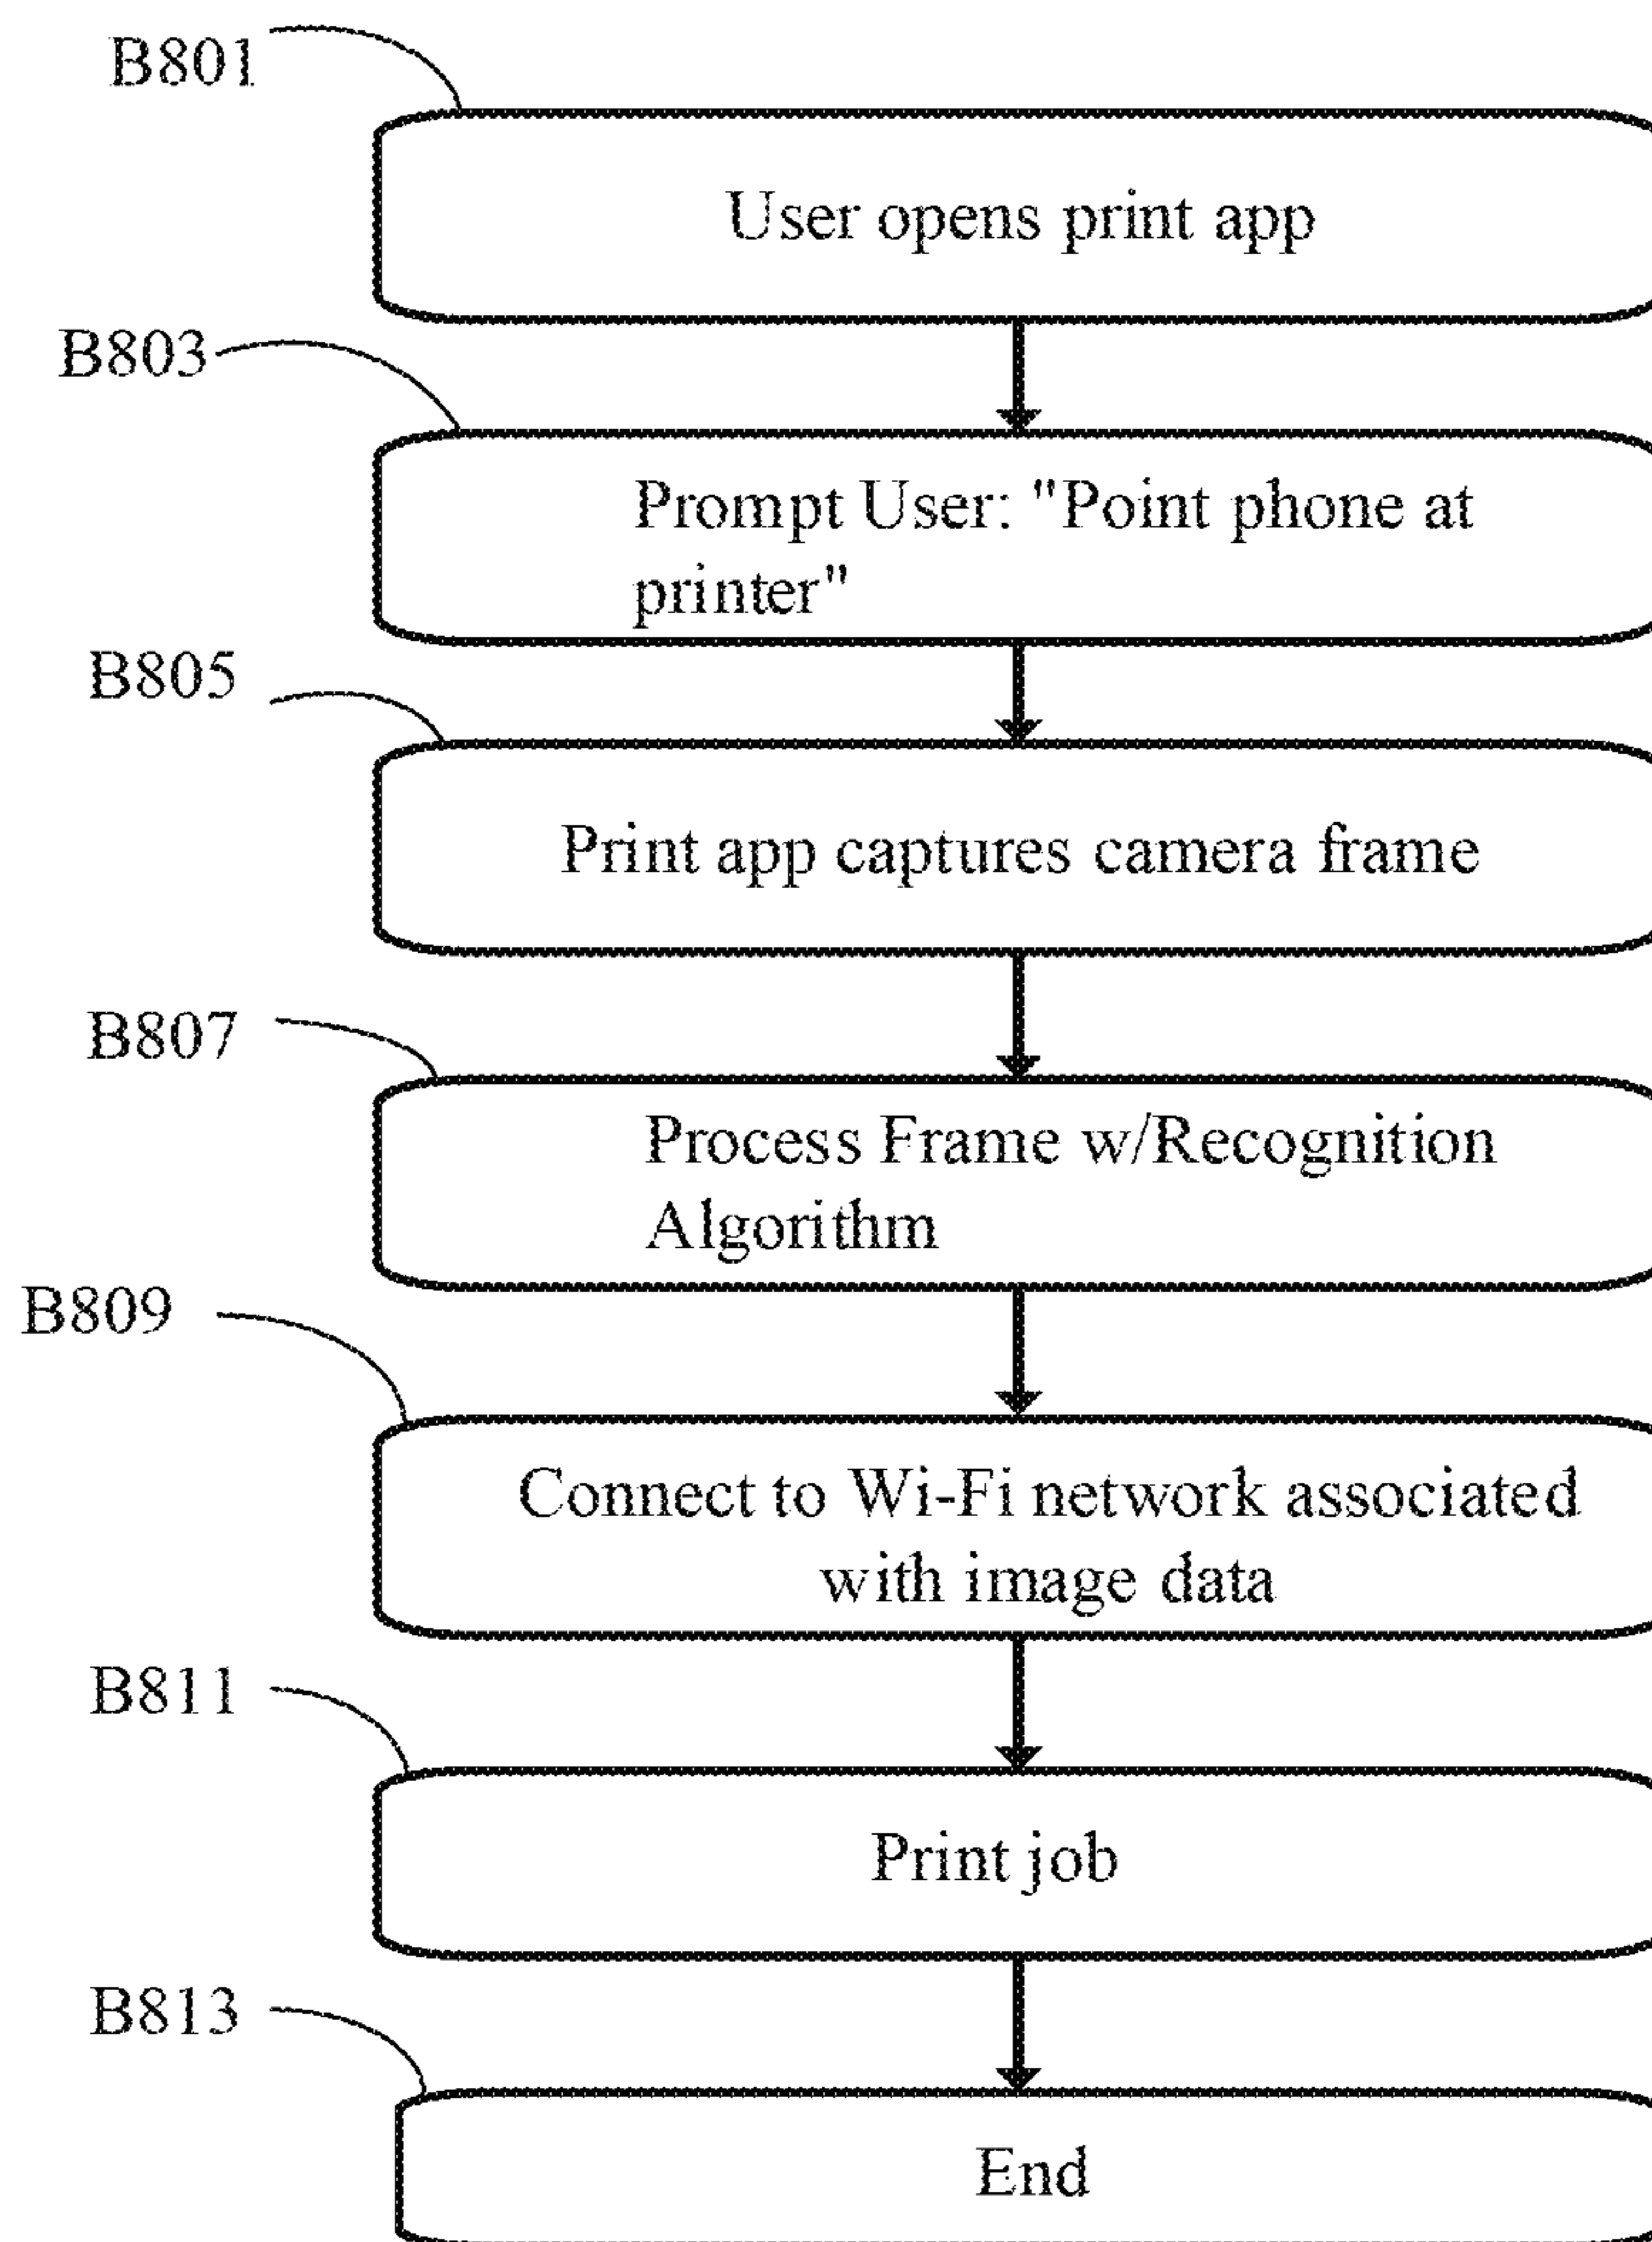 B801
User opens print app
B803
Prompt User: "Point phone at
printer"
B805
Print app captures camera frame
B807
Process Frame w/Recognition
Algorithm
B809
Connect to Wi-Fi network associated
with image data
B811
Print job
B813
End